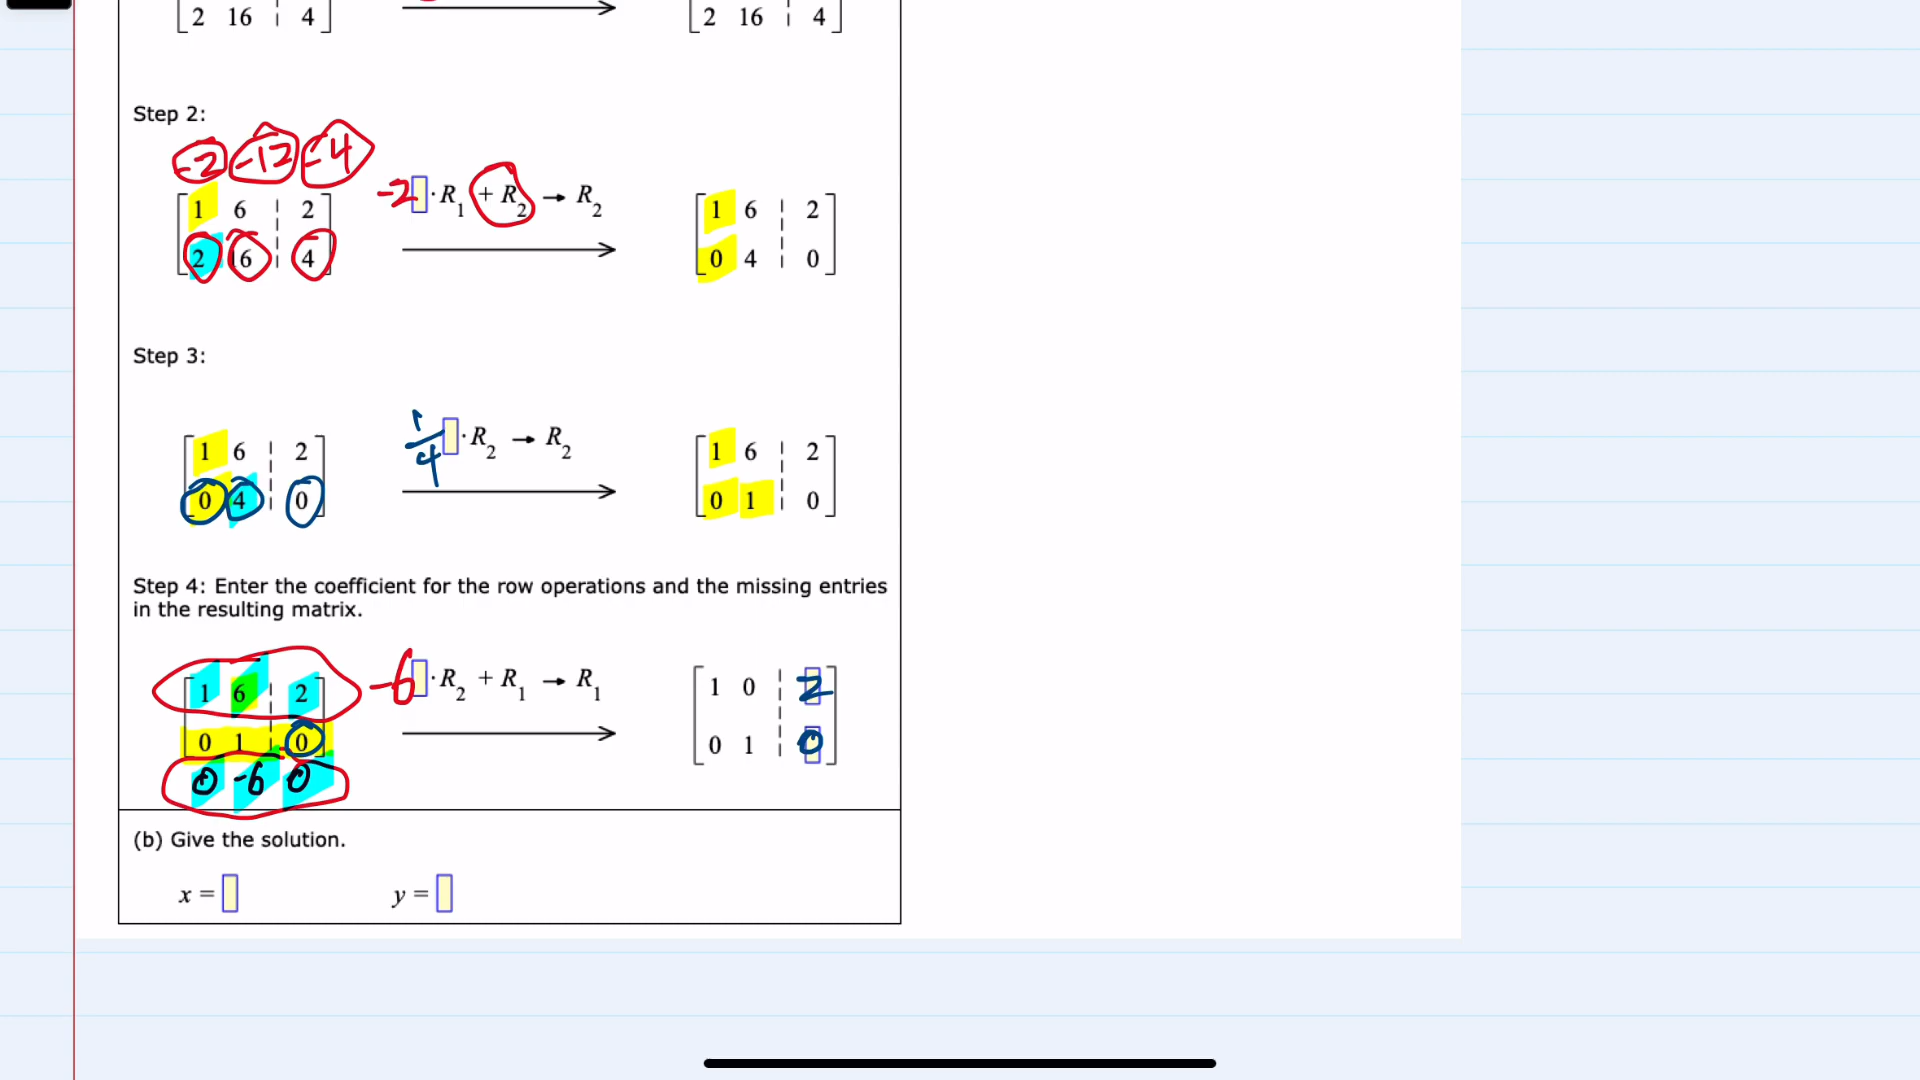 2 16 4 2 16 4
Step 2:
-2 -12 -4
1 6 2 -2 · R1 + R2 → R2 1 6 2
2 16 4 0 4 0
Step 3:
1 6 2 1/4 · R2 → R2 1 6 2
0 4 0 0 1 0
Step 4: Enter the coefficient for the row operations and the missing entries
in the resulting matrix.
1 6 2 -6 · R2 + R1 → R1 1 0 2
0 1 0 0 1 0
0 -6 0
(b) Give the solution.
x = y =